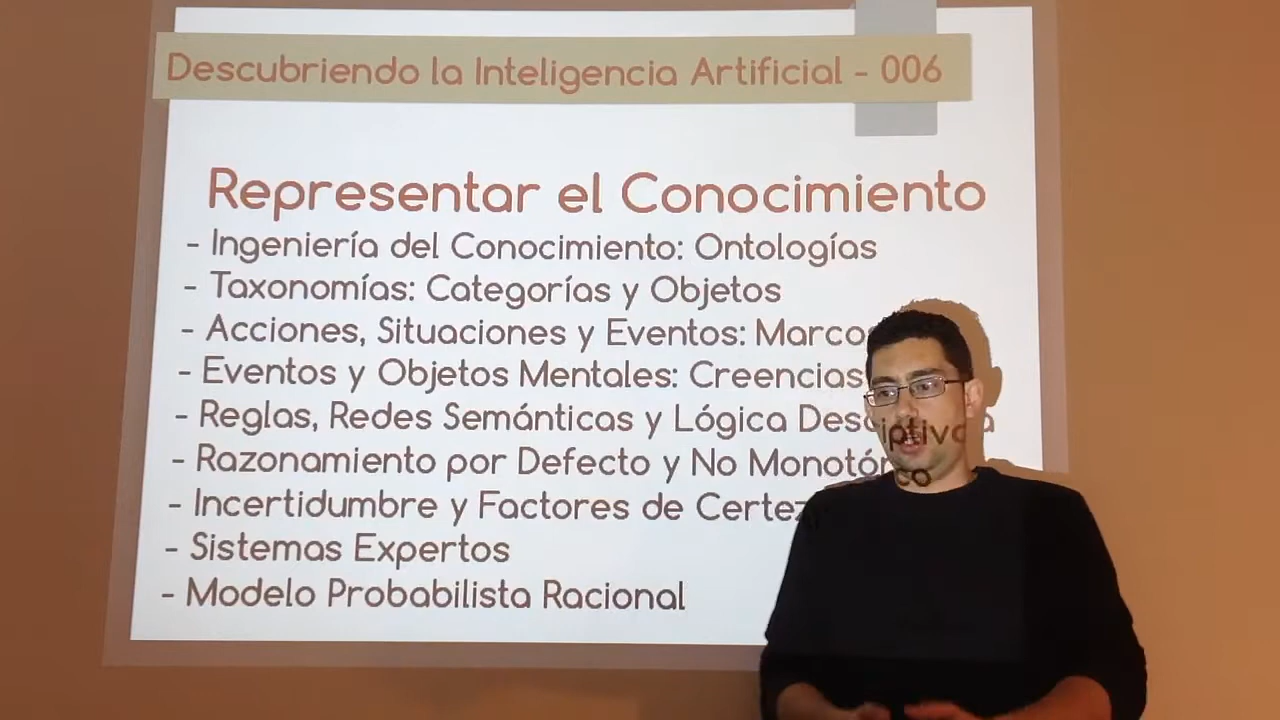 Descubriendo la Inteligencia Artificial - 006
Representar el Conocimiento
- Ingeniería del Conocimiento: Ontologías
- Taxonomías: Categorías y Objetos
- Acciones, Situaciones y Eventos: Marcos
- Eventos y Objetos Mentales: Creencias
- Reglas, Redes Semánticas y Lógica Descriptiva
- Razonamiento por Defecto y No Monotónico
- Incertidumbre y Factores de
- Sistemas Expertos
- Modelo Probabilista Racional